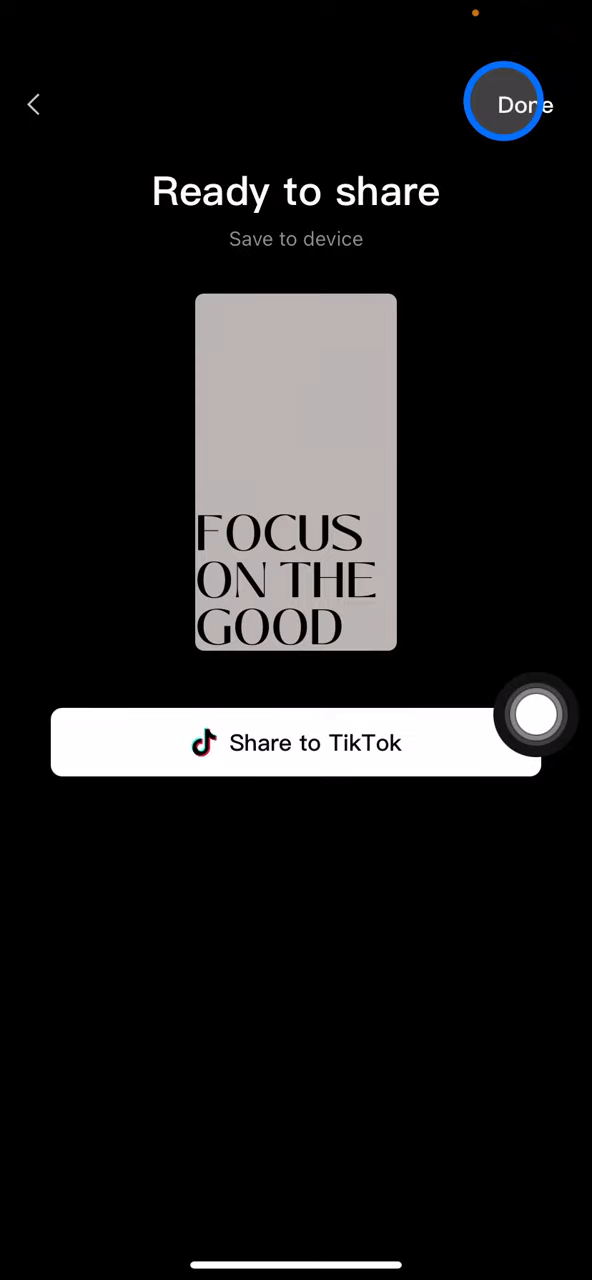 Done
Ready to share
Save to device
FOCUS
ON THE
GOOD
Share to TikTok